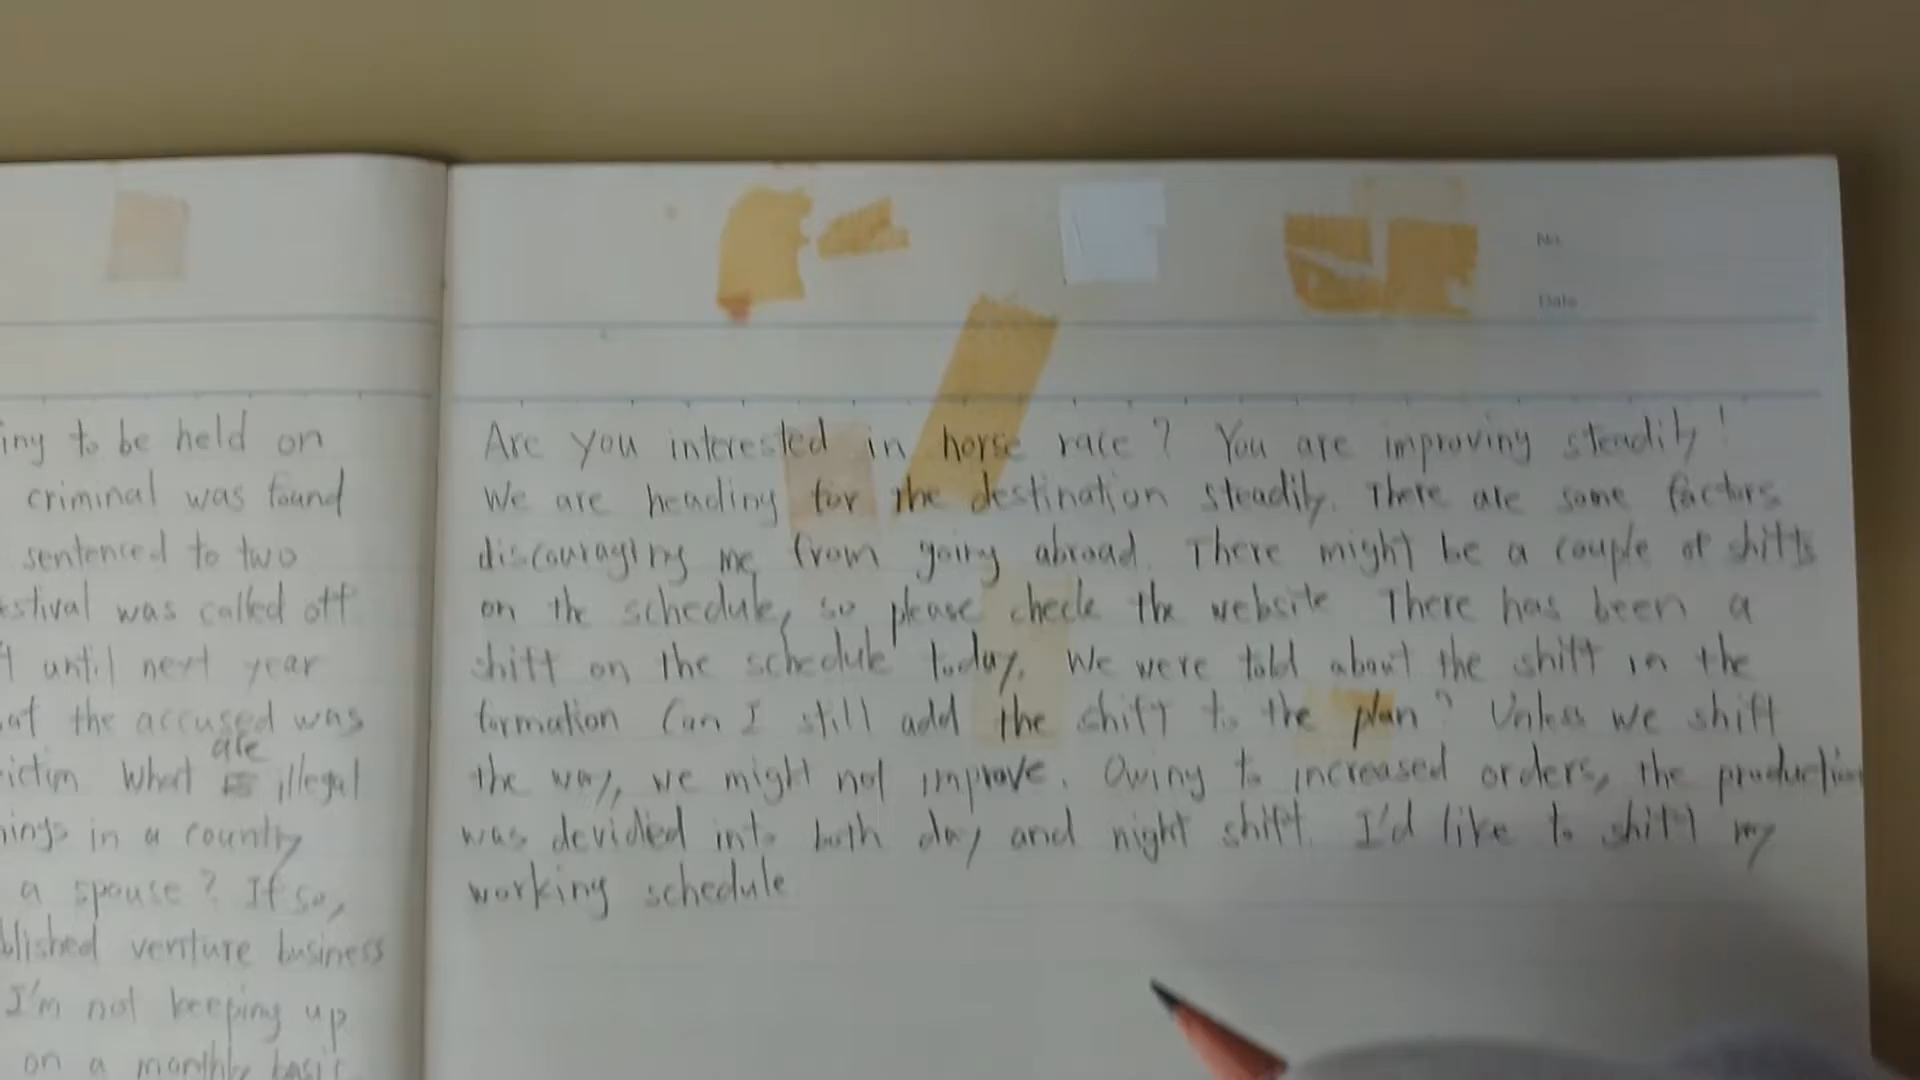 iny to be held on
criminal was found
sentenced to two
estival was called off
t until next year
at the accused was
are
ictim What is illegal
hings in a country
a spouse? If so,
blished venture business
I'm not keeping up
on a monthly basis
No.
Date
Are you interested in horse race? You are improving steadily!
We are heading for the destination steadily. There are some factors
discouraging me from going abroad. There might be a couple of shifts
on the schedule, so please check the website There has been a
shift on the schedule today. We were told about the shift in the
formation Can I still add the shift to the plan? Unless we shift
the way, we might not improve. Owing to increased orders, the production
was devided into both day and night shift. I'd like to shift my
working schedule